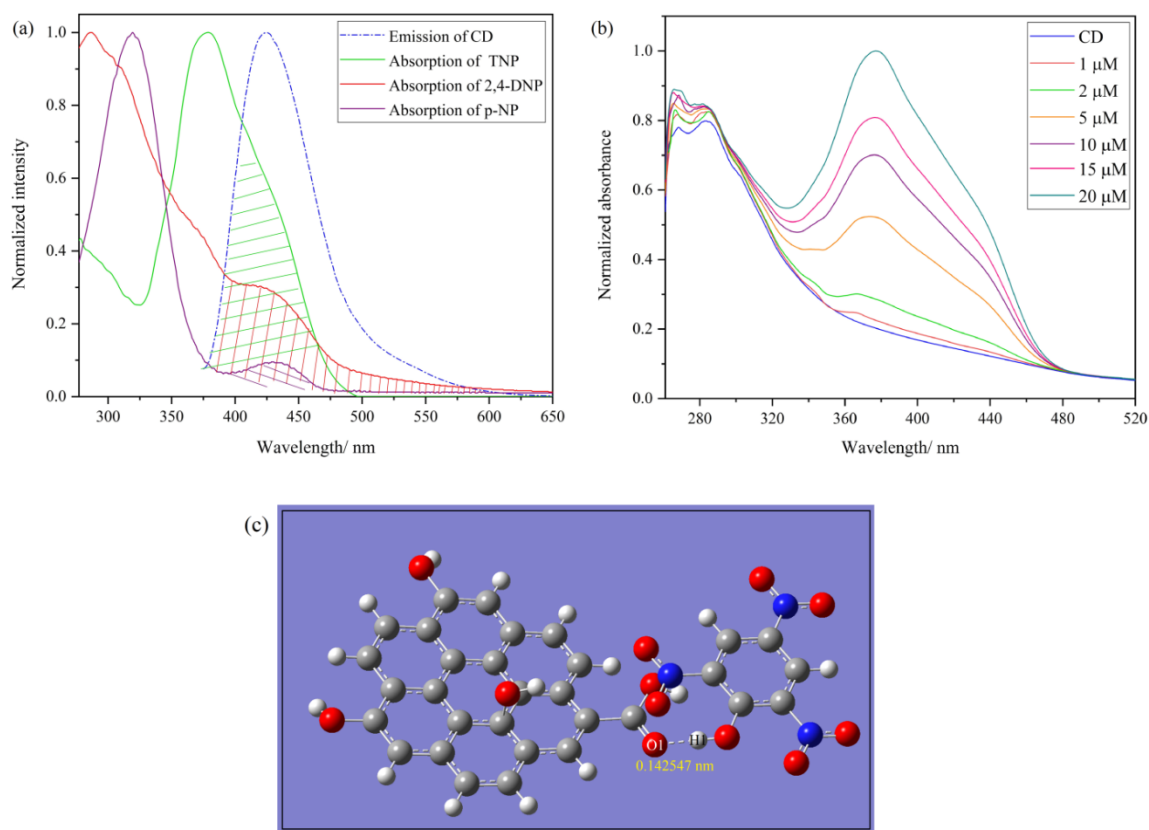 (a)
Normalized intensity
1.0
0.8
0.6
0.4
0.2
0.0
300 350 400 450 500 550 600 650
Wavelength/ nm
Emission of CD
Absorption of TNP
Absorption of 2,4-DNP
Absorption of p-NP
(b)
Normalized absorbance
1.0
0.8
0.6
0.4
0.2
0.0
280 320 360 400 440 480 520
Wavelength/ nm
CD
1 μM
2 μM
5 μM
10 μM
15 μM
20 μM
(c)
O1 H1
0.142547 nm